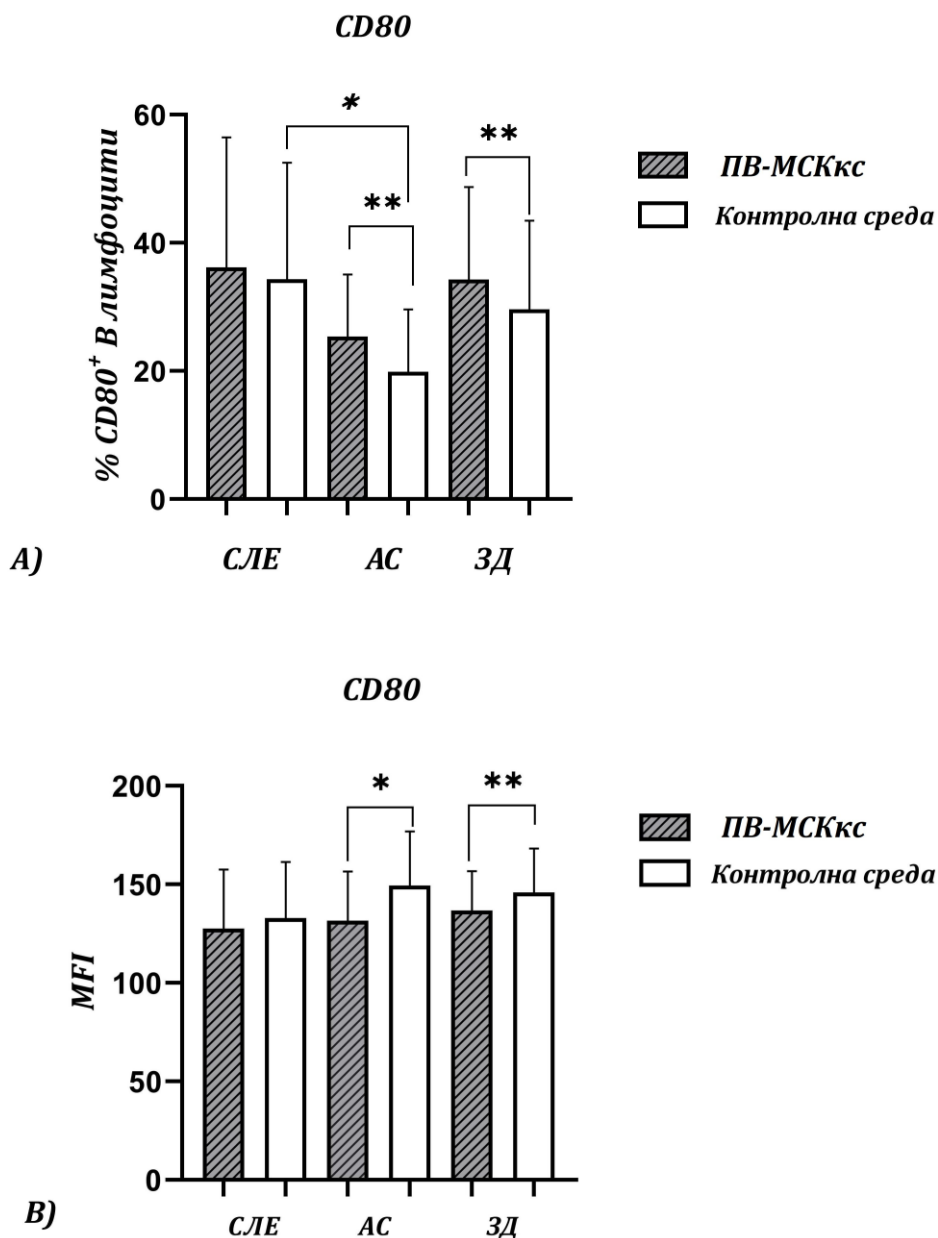 CD80
% CD80⁺ В лимфоцити
60
40
20
0
*
**
**
ПВ-МСКкс
Контролна среда
А)
СЛЕ АС ЗД
CD80
MFI
200
150
100
50
0
*
**
ПВ-МСКкс
Контролна среда
В)
СЛЕ АС ЗД